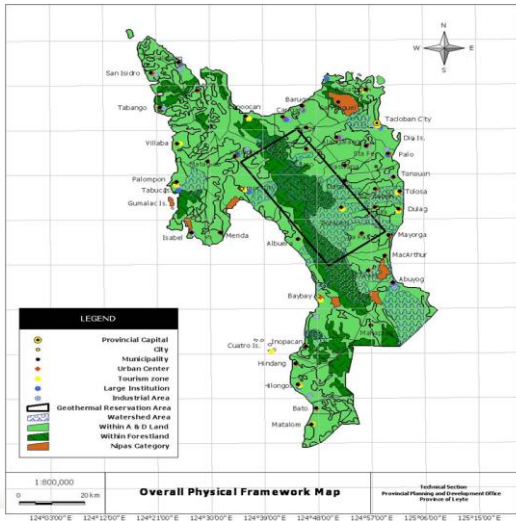 N
W E
S
San Isidro
Tabango
Villaba
Palompon
Tabuc Is.
Gumalac Is.
Isabel
Merida
Albuera
Baybay
Cuatro Is.
Inopacan
Hindang
Hilongos
Bato
Matalom
Tacloban City
Dia Is.
Palo
Tanauan
Tolosa
Dulag
Mayorga
MacArthur
Abuyog
LEGEND
Provincial Capital
City
Municipality
Urban Center
Tourism zone
Large Institution
Industrial Area
Geothermal Reservation Area
Watershed Area
Within A & D Land
Within Forestland
Nipas Category
1:600,000
0 20 km
Overall Physical Framework Map
Technical Section
Provincial Planning and Development Office
Province of Leyte
124°03'00"E 124°12'00"E 124°21'00"E 124°30'00"E 124°39'00"E 124°48'00"E 124°57'00"E 125°06'00"E 125°15'00"E